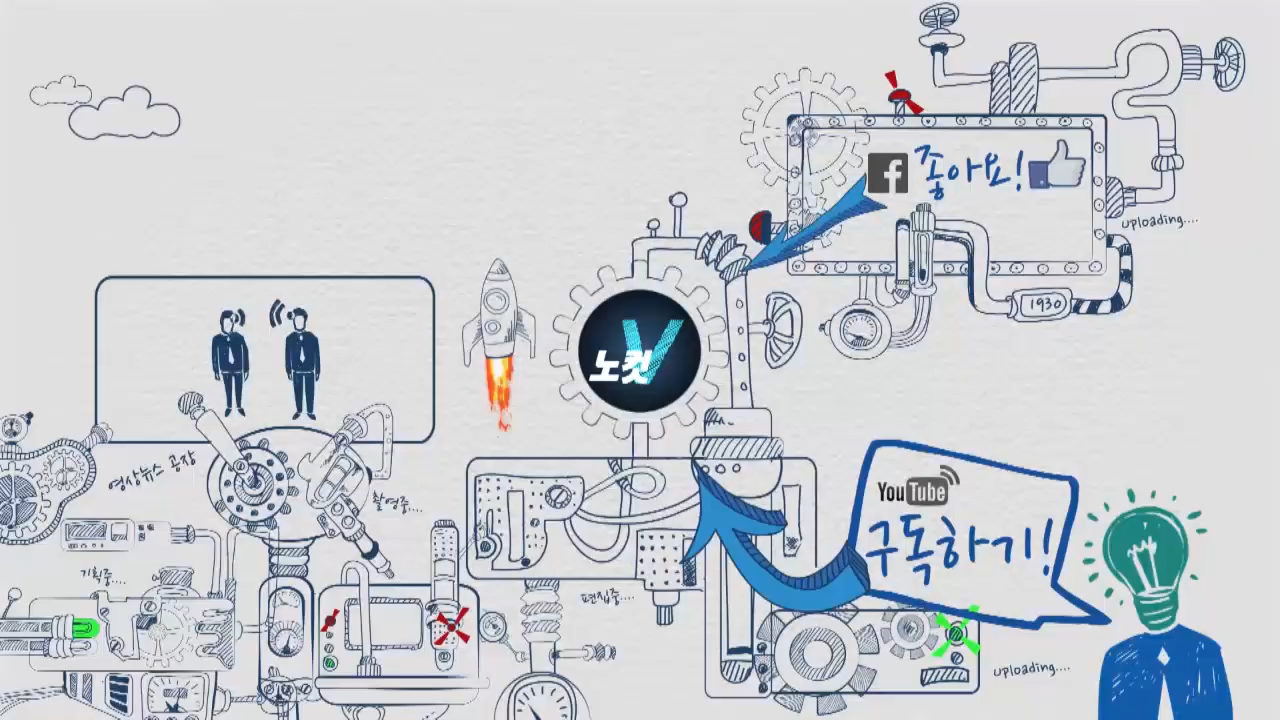 f 좋아요!
uploading....
1930
노컷V
영상뉴스 공장
촬영중....
기획중....
편집중....
YouTube
구독하기!
uploading....